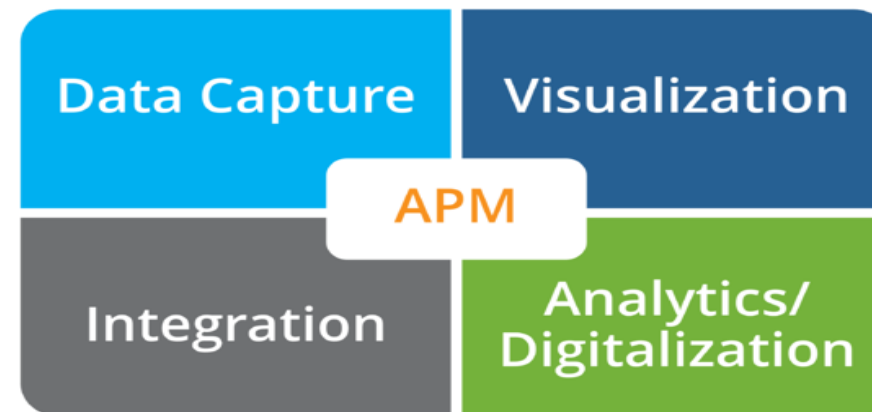 Data Capture
Visualization
APM
Integration
Analytics/
Digitalization